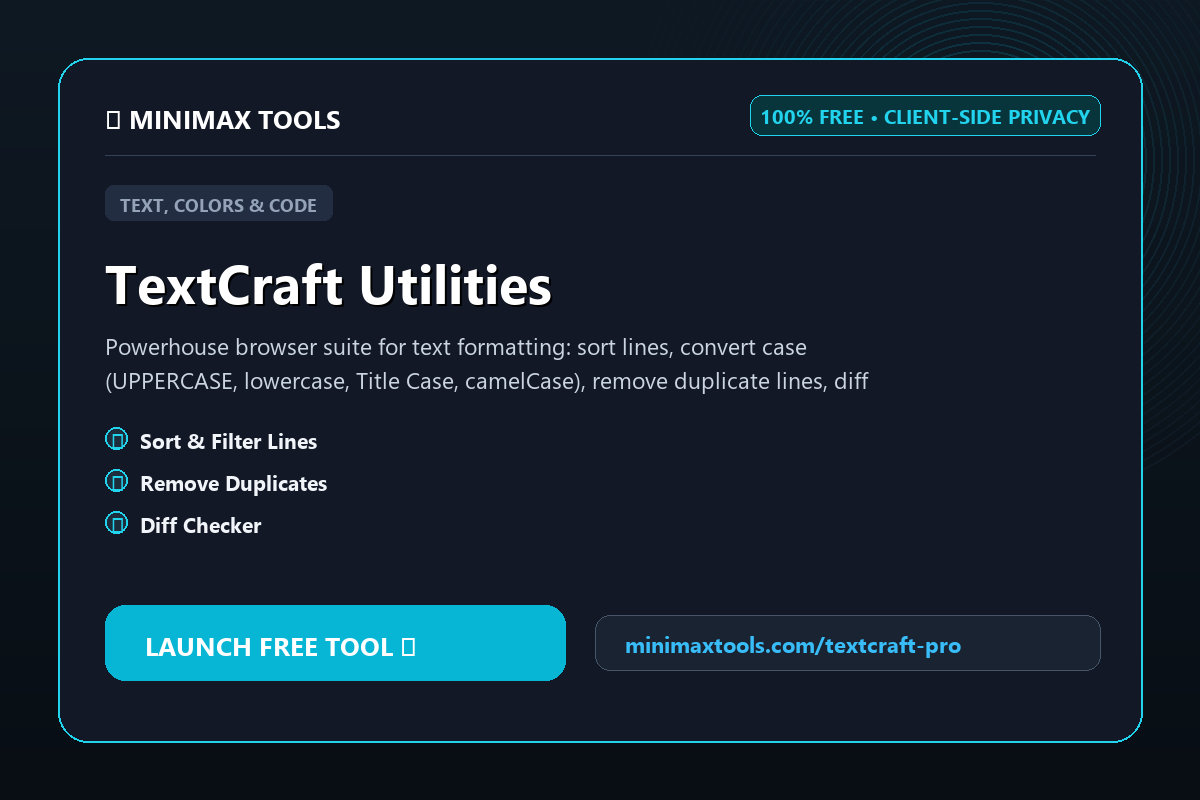 MINIMAX TOOLS
100% FREE • CLIENT-SIDE PRIVACY
TEXT, COLORS & CODE
TextCraft Utilities
Powerhouse browser suite for text formatting: sort lines, convert case
(UPPERCASE, lowercase, Title Case, camelCase), remove duplicate lines, diff
Sort & Filter Lines
Remove Duplicates
Diff Checker
LAUNCH FREE TOOL
minimaxtools.com/textcraft-pro